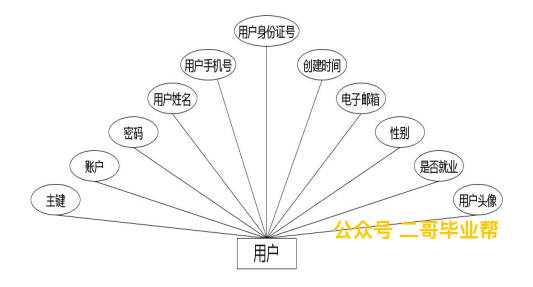 用户身份证号
用户手机号
创建时间
用户姓名
电子邮箱
密码
性别
账户
是否就业
主键
用户头像
公众号 二哥毕业帮
用户